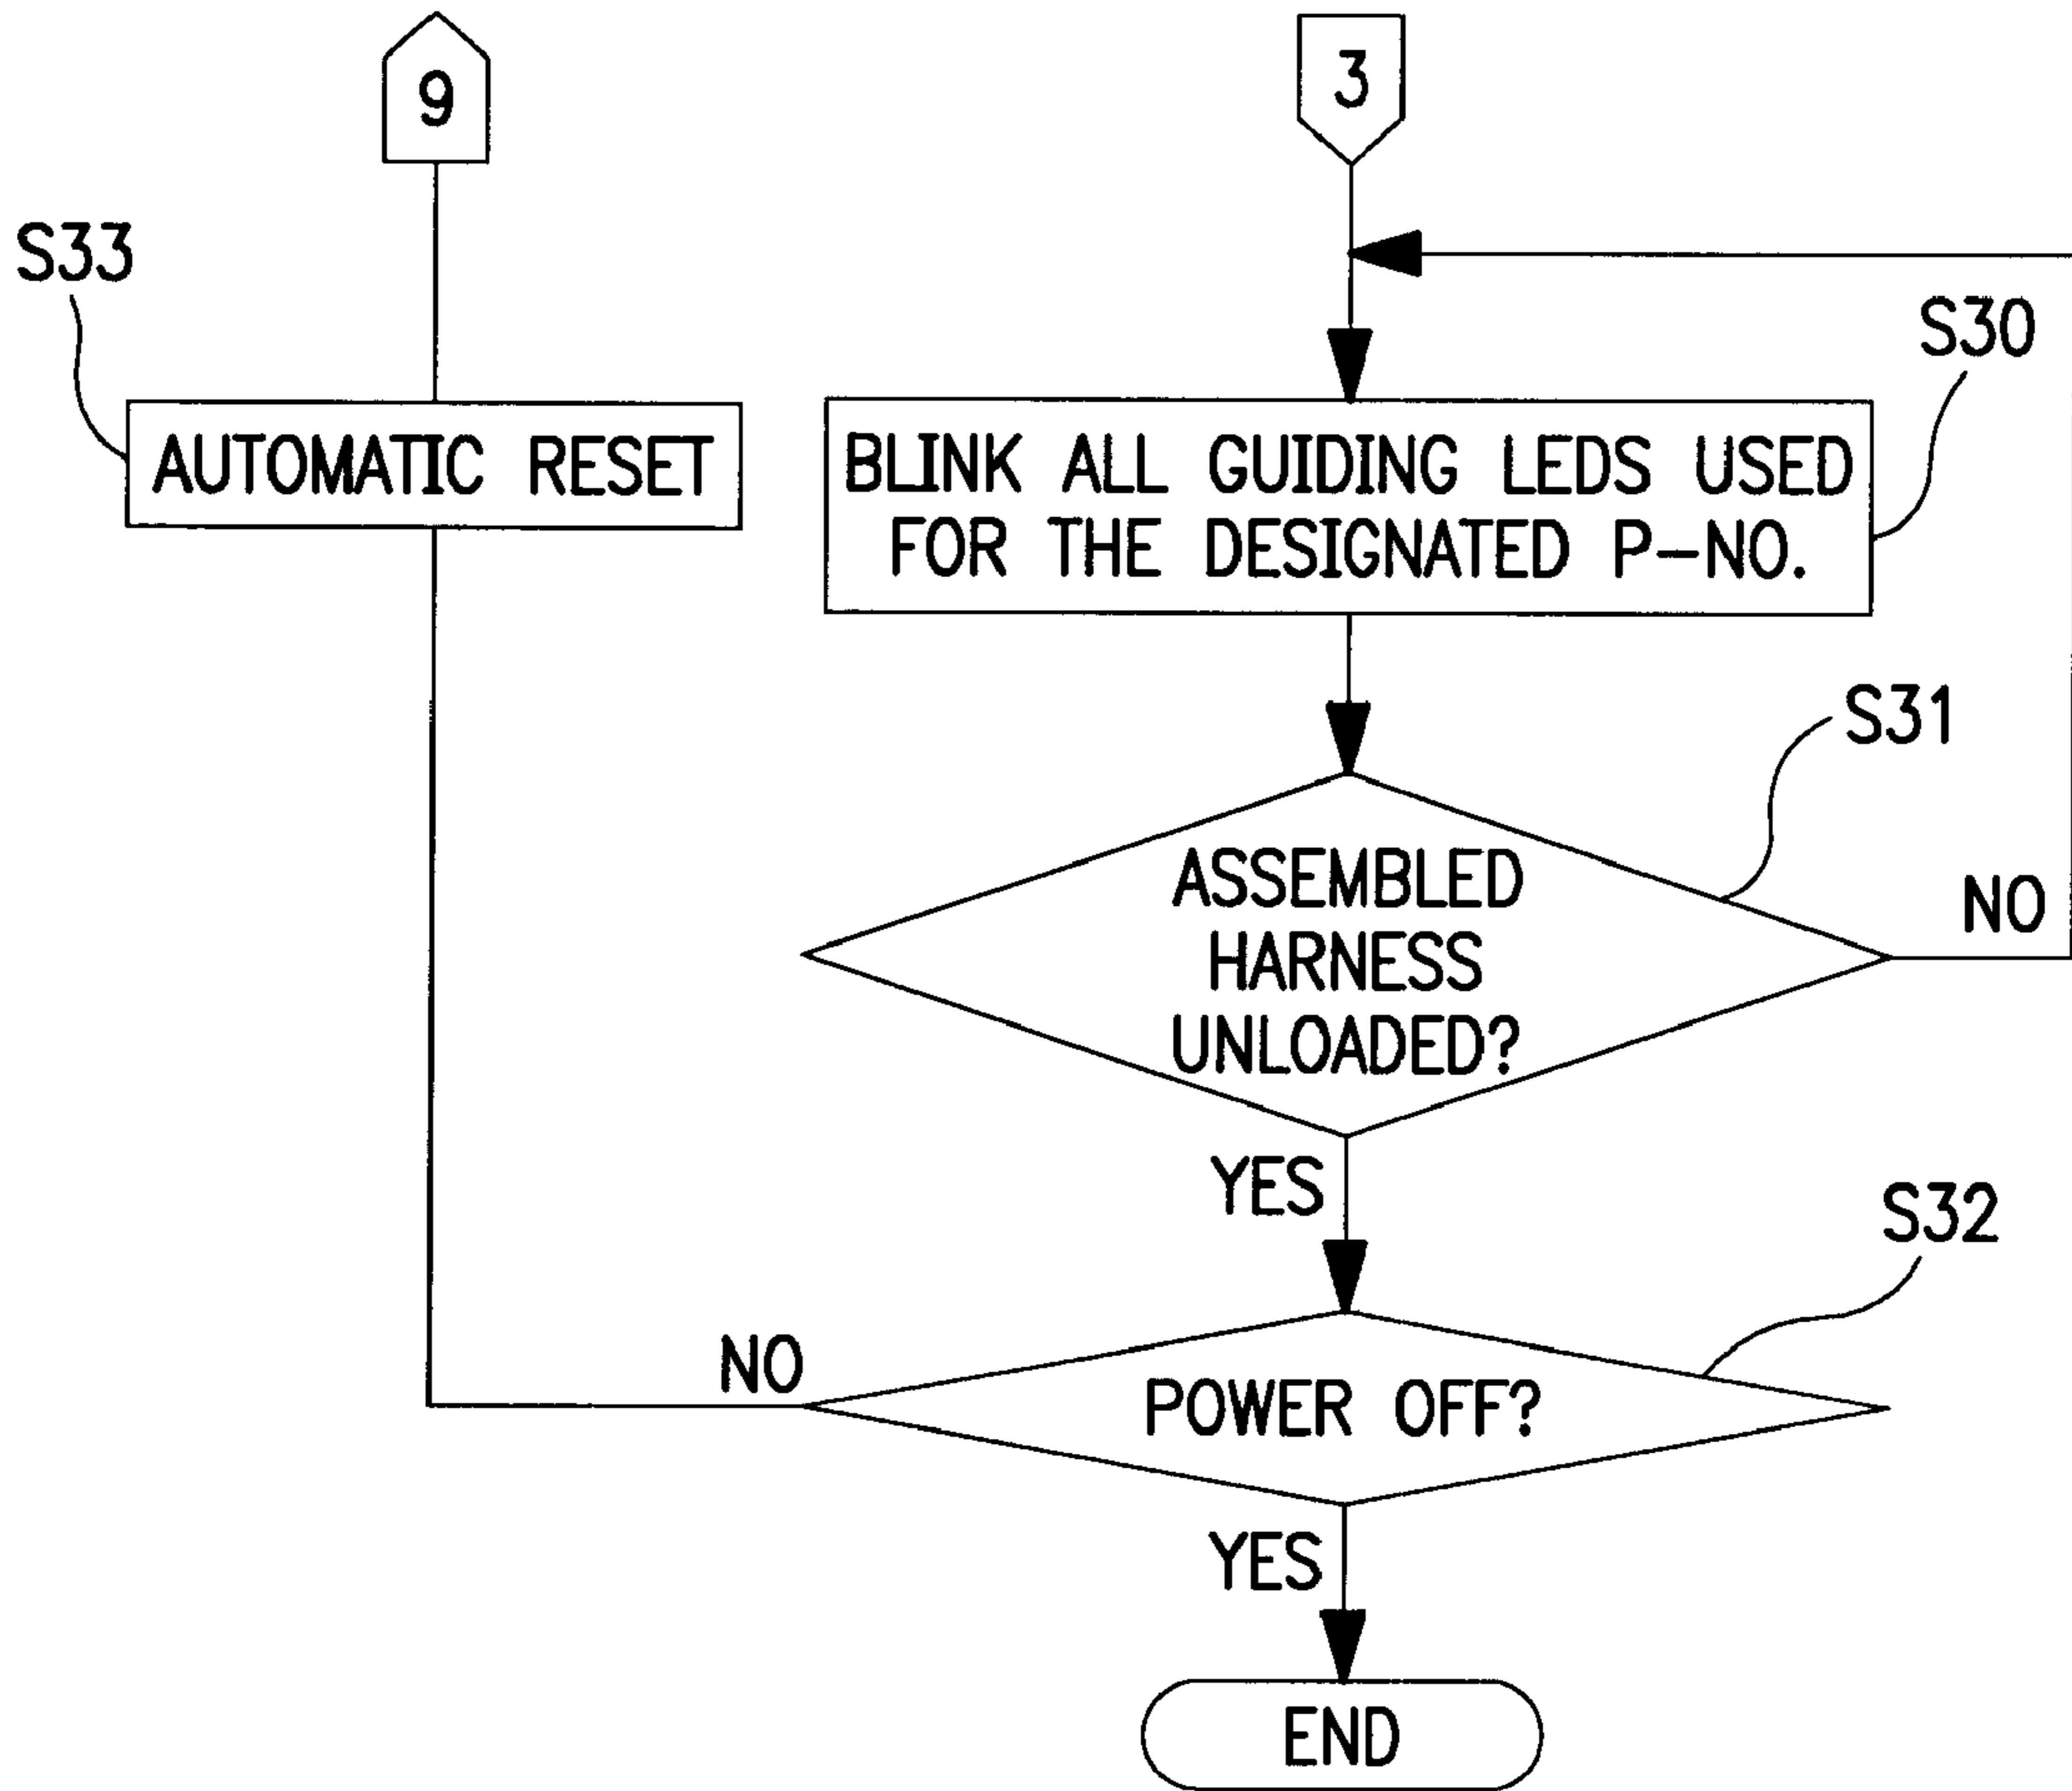 9
3
S33
S30
AUTOMATIC RESET
BLINK ALL GUIDING LEDS USED
FOR THE DESIGNATED P-NO.
S31
ASSEMBLED
HARNESS
UNLOADED?
NO
YES
S32
NO
POWER OFF?
YES
END